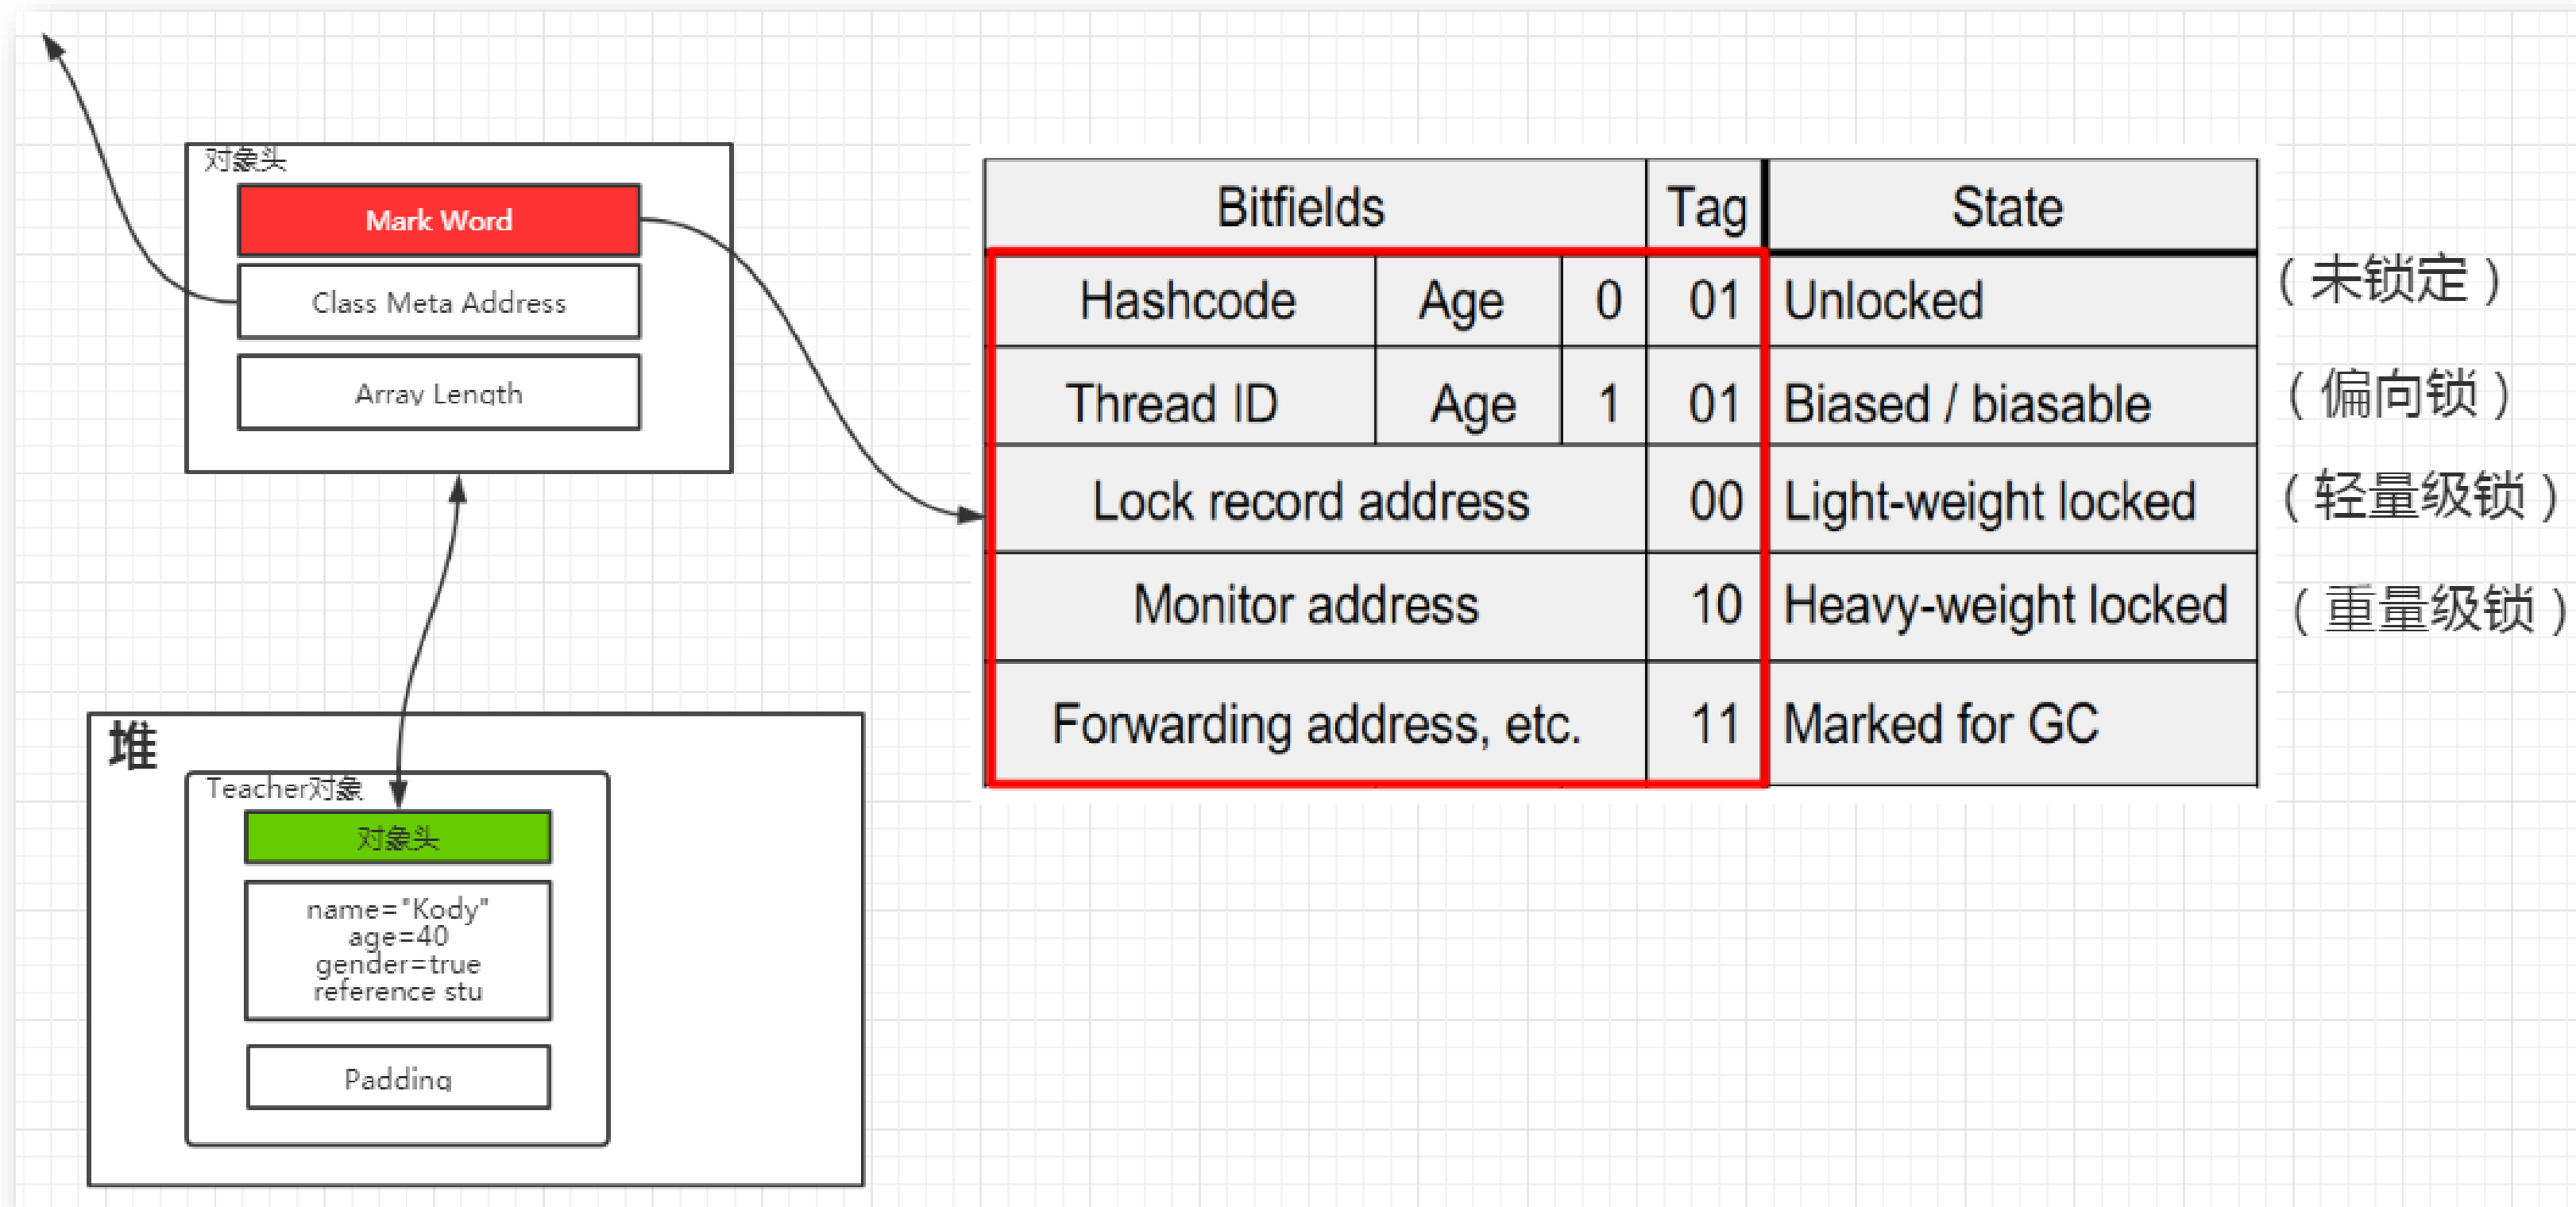 对象头
Mark Word
Class Meta Address
Array Length
堆
Teacher对象
对象头
name="Kody"
age=40
gender=true
reference stu
Padding
Bitfields Tag State
Hashcode Age 0 01 Unlocked （未锁定）
Thread ID Age 1 01 Biased / biasable （偏向锁）
Lock record address 00 Light-weight locked （轻量级锁）
Monitor address 10 Heavy-weight locked （重量级锁）
Forwarding address, etc. 11 Marked for GC